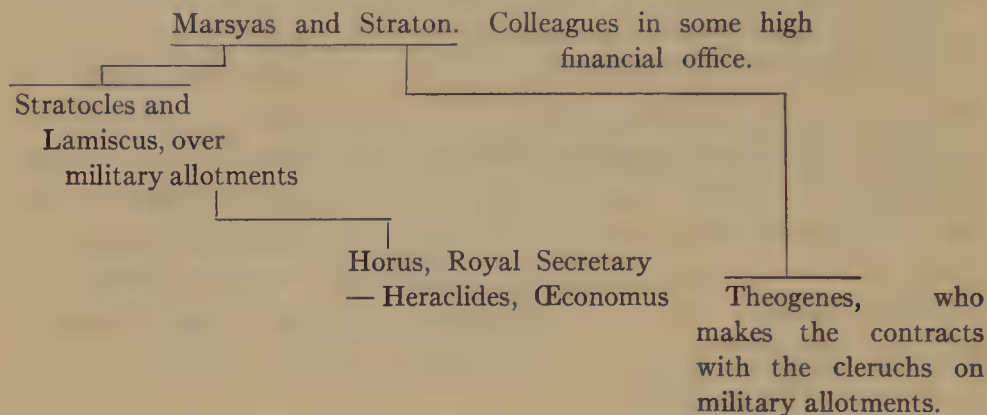 Marsyas and Straton. Colleagues in some high
financial office.
Stratocles and
Lamiscus, over
military allotments
Horus, Royal Secretary
— Heraclides, Œconomus
Theogenes, who
makes the contracts
with the cleruchs on
military allotments.